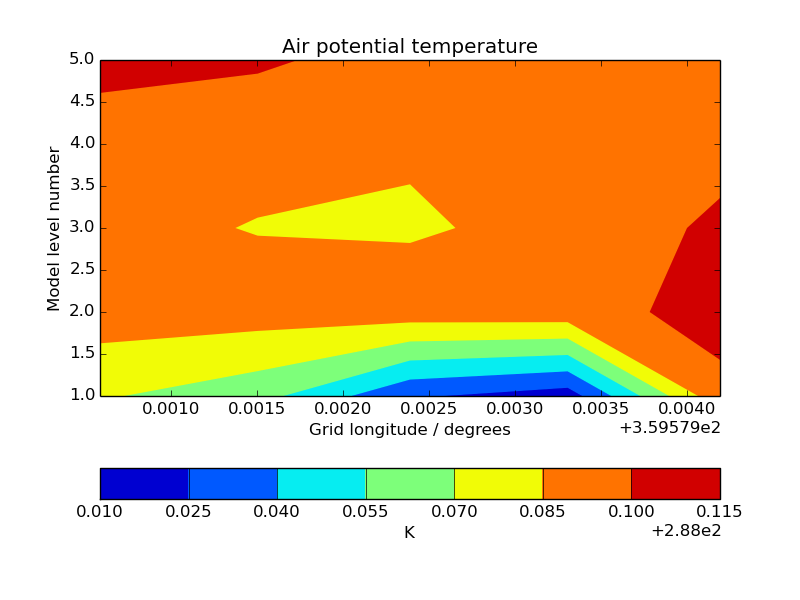 Air potential temperature
5.0
4.5
4.0
3.5
3.0
2.5
2.0
1.5
1.0
Model level number
0.0010 0.0015 0.0020 0.0025 0.0030 0.0035 0.0040
Grid longitude / degrees
+3.59579e2
0.010 0.025 0.040 0.055 0.070 0.085 0.100 0.115
K
+2.88e2